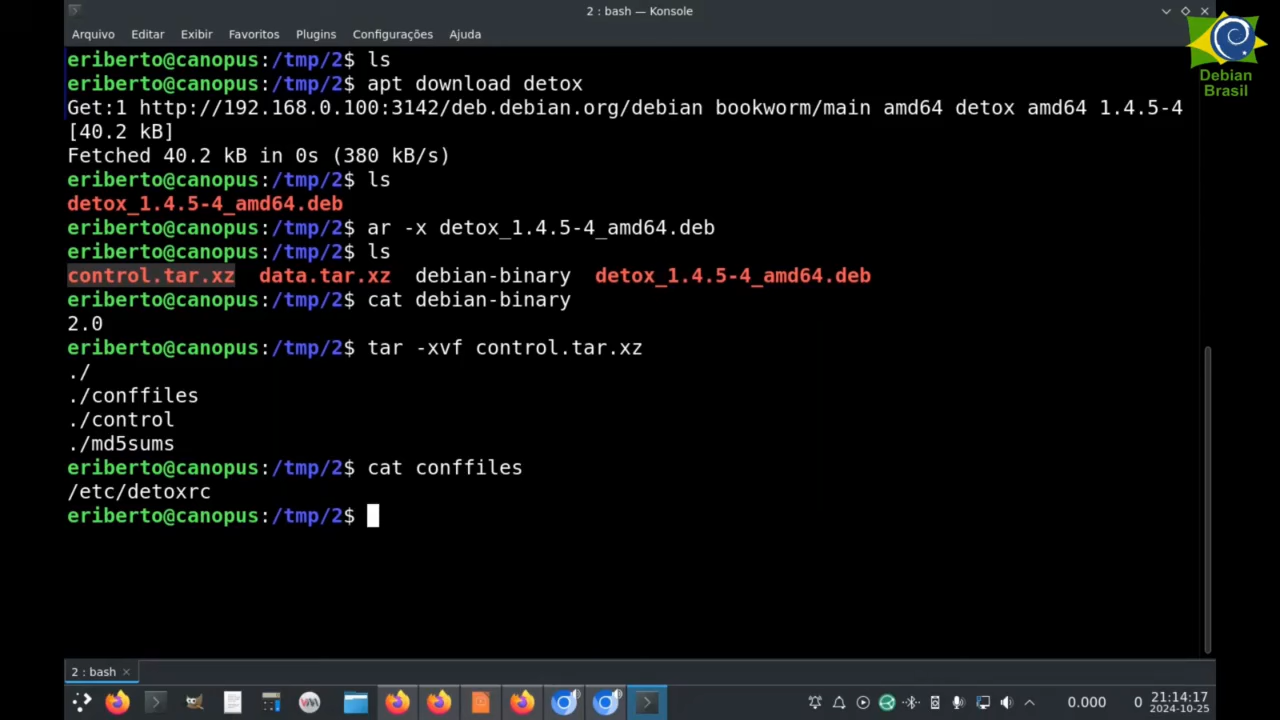 2 : bash — Konsole
Arquivo Editar Exibir Favoritos Plugins Configurações Ajuda
Debian
Brasil
eriberto@canopus:/tmp/2$ ls
eriberto@canopus:/tmp/2$ apt download detox
Get:1 http://192.168.0.100:3142/deb.debian.org/debian bookworm/main amd64 detox amd64 1.4.5-4
[40.2 kB]
Fetched 40.2 kB in 0s (380 kB/s)
eriberto@canopus:/tmp/2$ ls
detox_1.4.5-4_amd64.deb
eriberto@canopus:/tmp/2$ ar -x detox_1.4.5-4_amd64.deb
eriberto@canopus:/tmp/2$ ls
control.tar.xz data.tar.xz debian-binary detox_1.4.5-4_amd64.deb
eriberto@canopus:/tmp/2$ cat debian-binary
2.0
eriberto@canopus:/tmp/2$ tar -xvf control.tar.xz
./
./conffiles
./control
./md5sums
eriberto@canopus:/tmp/2$ cat conffiles
/etc/detoxrc
eriberto@canopus:/tmp/2$
2 : bash
0.000 0 21:14:17
2024-10-25